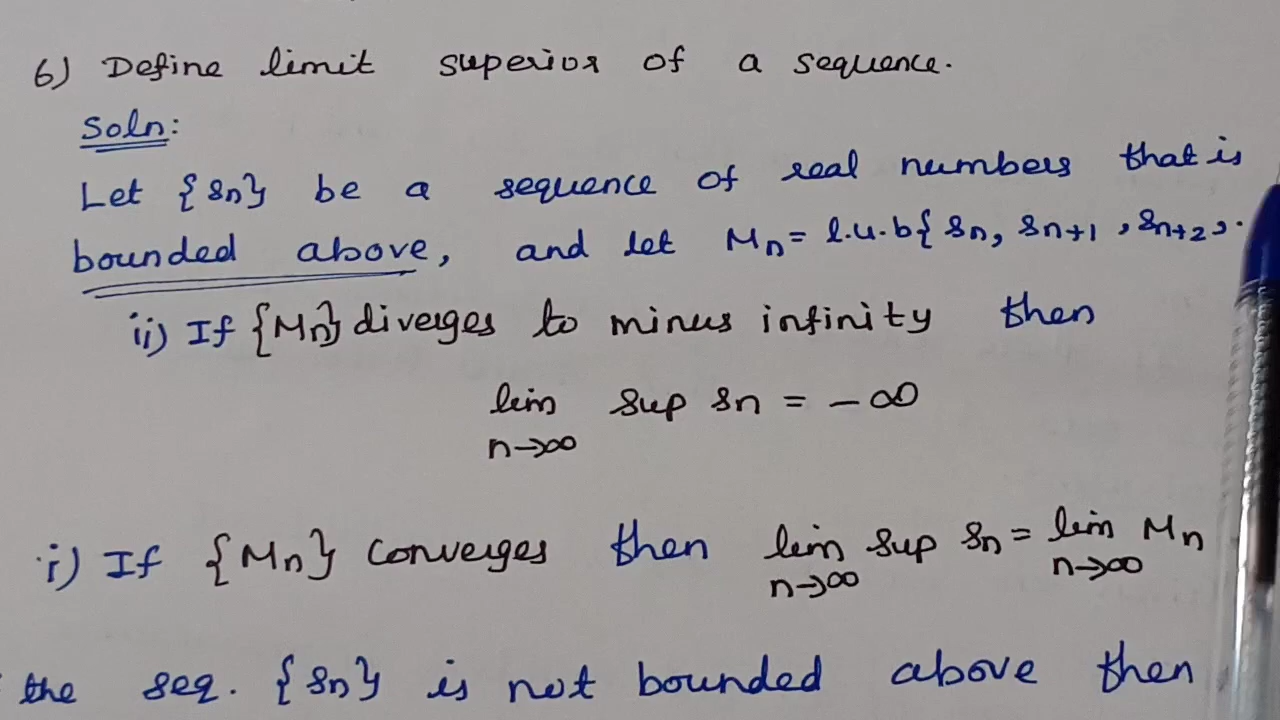 6) Define limit superior of a sequence.
Soln:
Let {sn} be a sequence of real numbers that is
bounded above, and let Mn = l.u.b{ sn, sn+1 , sn+2, .
ii) If {Mn} diverges to minus infinity then
lim sup sn = -∞
n→∞
i) If {Mn} converges then lim sup sn = lim Mn
n→∞ n→∞
the seq. {sn} is not bounded above then